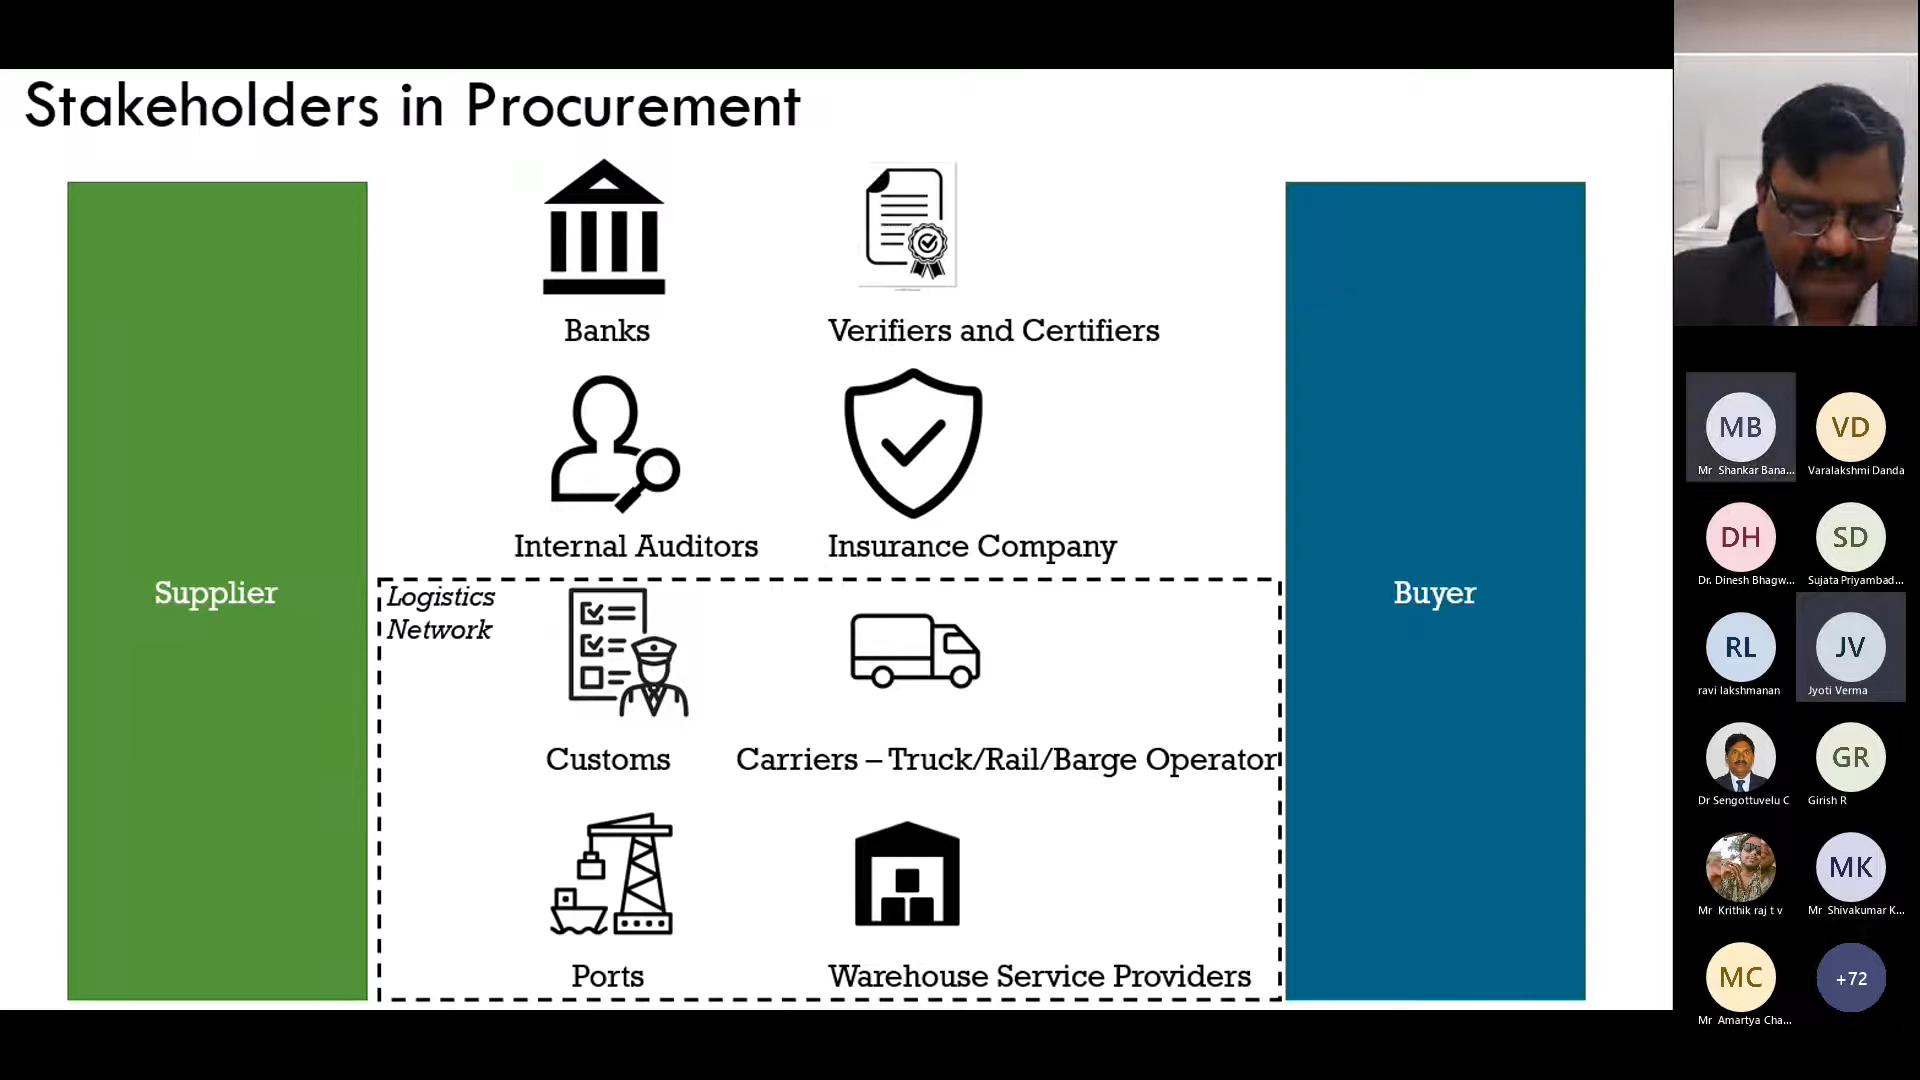 Stakeholders in Procurement
Banks
Verifiers and Certifiers
Internal Auditors
Insurance Company
Supplier
Buyer
Logistics
Network
Customs
Carriers – Truck/Rail/Barge Operator
Ports
Warehouse Service Providers
MB
VD
Mr Shankar Bana...
Varalakshmi Danda
DH
SD
Dr. Dinesh Bhagw...
Sujata Priyambad...
RL
JV
ravi lakshmanan
Jyoti Verma
GR
Dr Sengottuvelu C
Girish R
MK
Mr Krithik raj t v
Mr Shivakumar K...
MC
+72
Mr Amartya Cha...